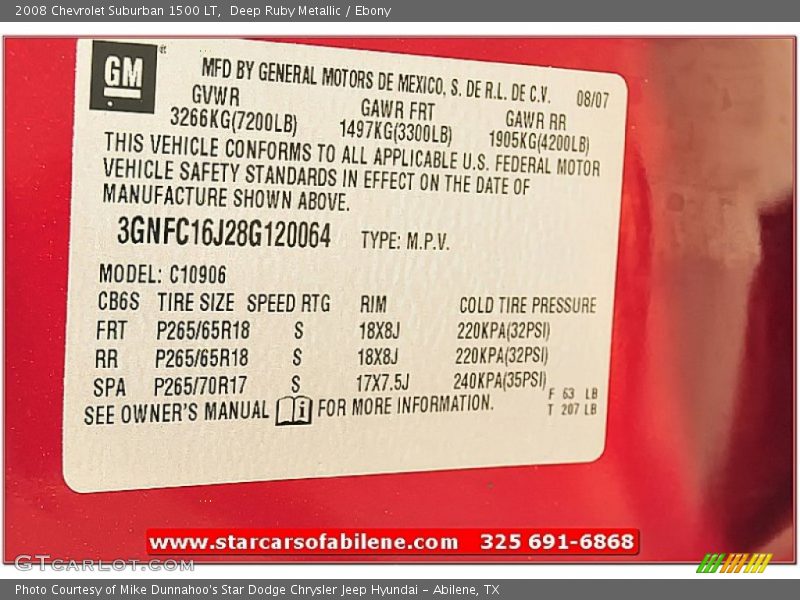 2008 Chevrolet Suburban 1500 LT, Deep Ruby Metallic / Ebony
GM
MFD BY GENERAL MOTORS DE MEXICO, S. DE R.L. DE C.V. 08/07
GVWR GAWR FRT GAWR RR
3266KG(7200LB) 1497KG(3300LB) 1905KG(4200LB)
THIS VEHICLE CONFORMS TO ALL APPLICABLE U.S. FEDERAL MOTOR
VEHICLE SAFETY STANDARDS IN EFFECT ON THE DATE OF
MANUFACTURE SHOWN ABOVE.
3GNFC16J28G120064 TYPE: M.P.V.
MODEL: C10906
CB6S TIRE SIZE SPEED RTG RIM COLD TIRE PRESSURE
FRT P265/65R18 S 18X8J 220KPA(32PSI)
RR P265/65R18 S 18X8J 220KPA(32PSI)
SPA P265/70R17 S 17X7.5J 240KPA(35PSI)
F 63 LB
SEE OWNER'S MANUAL i FOR MORE INFORMATION. T 207 LB
www.starcarsofabilene.com 325 691-6868
GTcarlot.com
Photo Courtesy of Mike Dunnahoo's Star Dodge Chrysler Jeep Hyundai - Abilene, TX